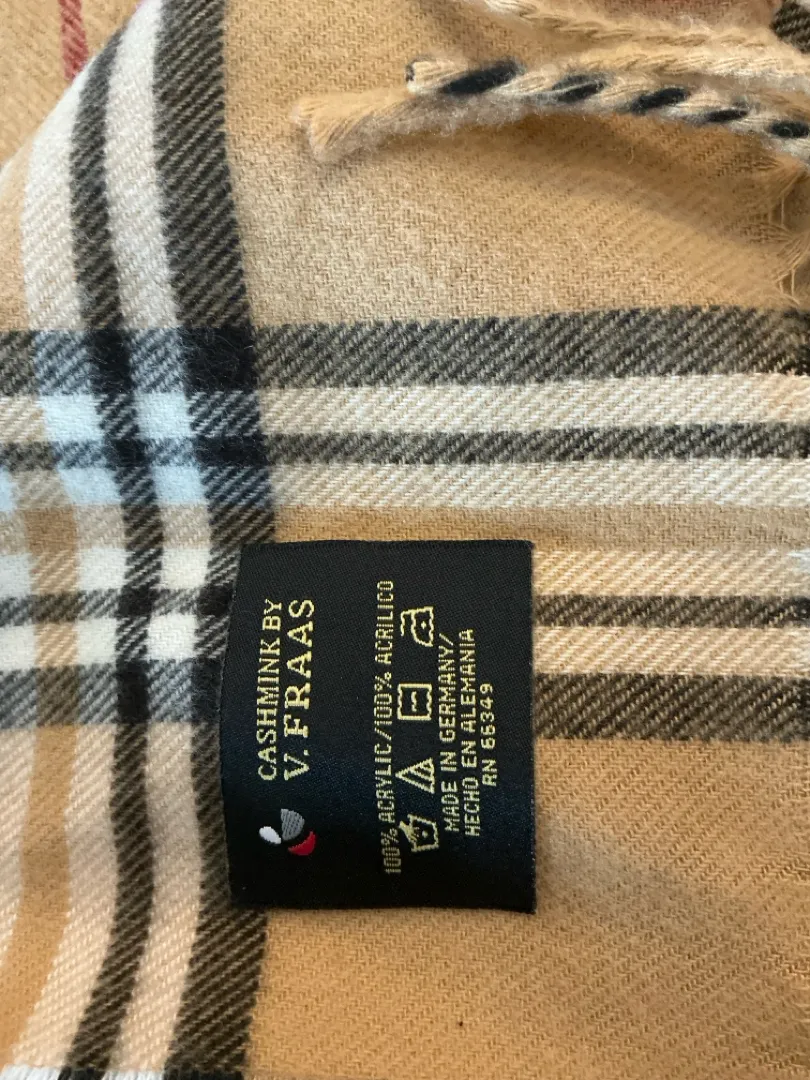 CASHMINK BY
V. FRAAS
100% ACRYLIC/100% ACRILICO
MADE IN GERMANY/
HECHO EN ALEMANIA
RN 66349